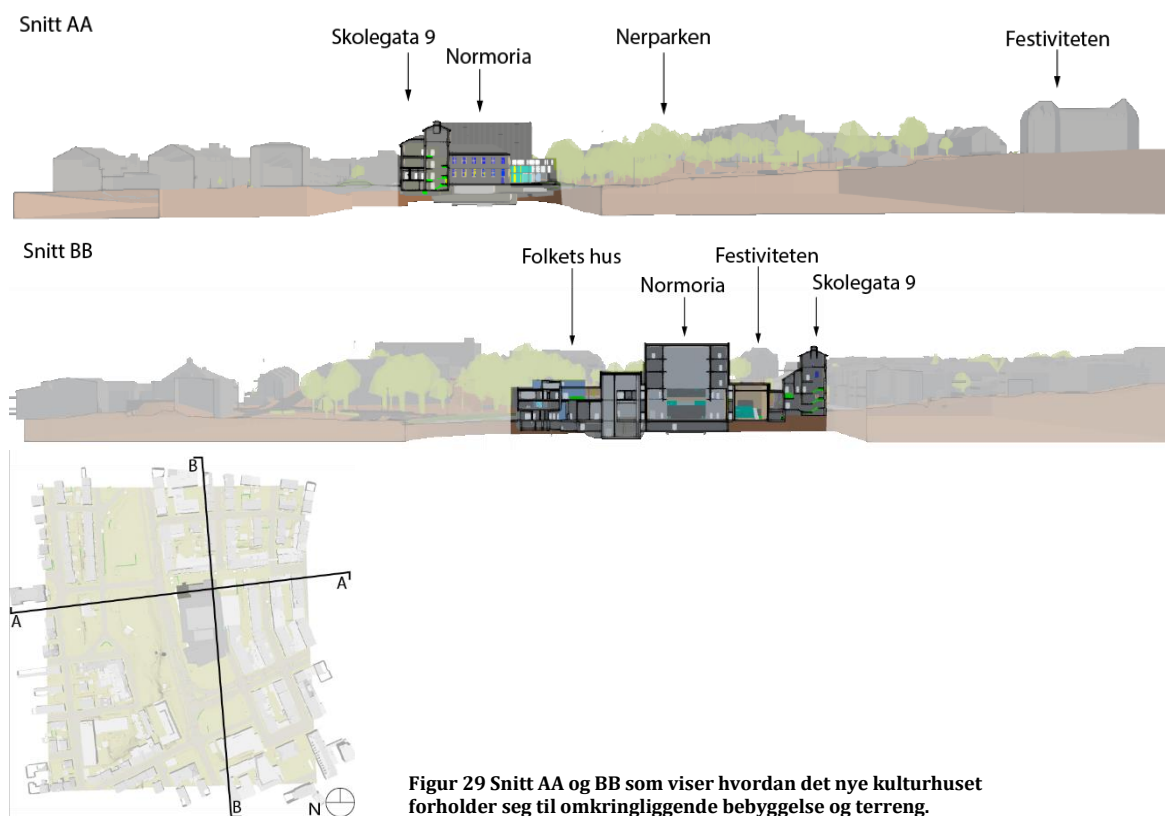 Snitt AA
Skolegata 9
Normoria
Nerparken
Festiviteten
Snitt BB
Folkets hus
Normoria
Festiviteten
Skolegata 9
B
A
A
B
N
Figur 29 Snitt AA og BB som viser hvordan det nye kulturhuset
forholder seg til omkringliggende bebyggelse og terreng.